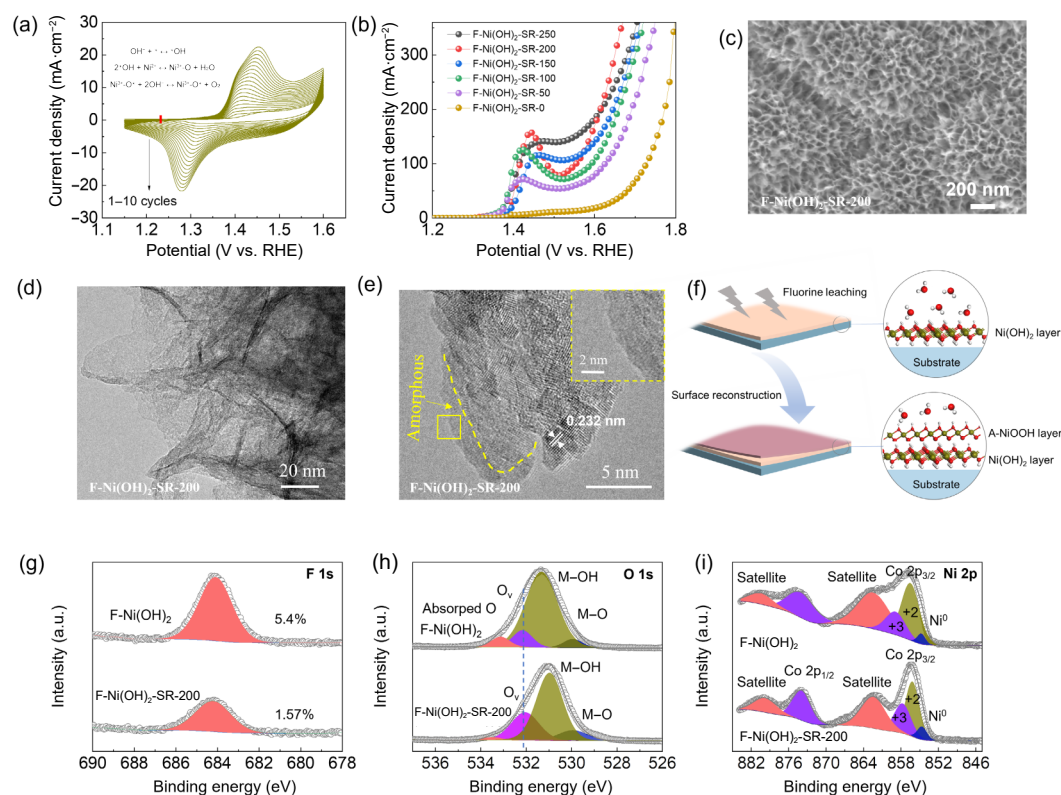 (a)
Current density (mA·cm⁻²)
30
20
10
0
−10
−20
−30
OH⁻ + * ↔ *OH
1–10 cycles
1.1 1.2 1.3 1.4 1.5 1.6
Potential (V vs. RHE)
(b)
Current density (mA·cm⁻²)
300
200
100
0
F-Ni(OH)₂-SR-250
F-Ni(OH)₂-SR-200
F-Ni(OH)₂-SR-150
F-Ni(OH)₂-SR-100
F-Ni(OH)₂-SR-50
F-Ni(OH)₂-SR-0
1.2 1.4 1.6 1.8
Potential (V vs. RHE)
(c)
200 nm
F-Ni(OH)₂-SR-200
(d)
20 nm
F-Ni(OH)₂-SR-200
(e)
2 nm
Amorphous
0.232 nm
5 nm
F-Ni(OH)₂-SR-200
(f)
Fluorine leaching
Ni(OH)₂ layer
Substrate
Surface reconstruction
A-NiOOH layer
Ni(OH)₂ layer
Substrate
(g)
Intensity (a.u.)
F 1s
F-Ni(OH)₂
5.4%
F-Ni(OH)₂-SR-200
1.57%
690 688 686 684 682 680 678
Binding energy (eV)
(h)
Intensity (a.u.)
O 1s
M–OH
Oᵥ
Absorped O
F-Ni(OH)₂
M–O
M–OH
Oᵥ
F-Ni(OH)₂-SR-200
M–O
536 534 532 530 528 526
Binding energy (eV)
(i)
Intensity (a.u.)
Ni 2p
Co 2p₃/₂
Satellite
Satellite
+2
+3
Ni⁰
F-Ni(OH)₂
Co 2p₃/₂
Satellite
Co 2p₁/₂
Satellite
+2
+3
Ni⁰
F-Ni(OH)₂-SR-200
884 876 870 862 854 846
Binding energy (eV)